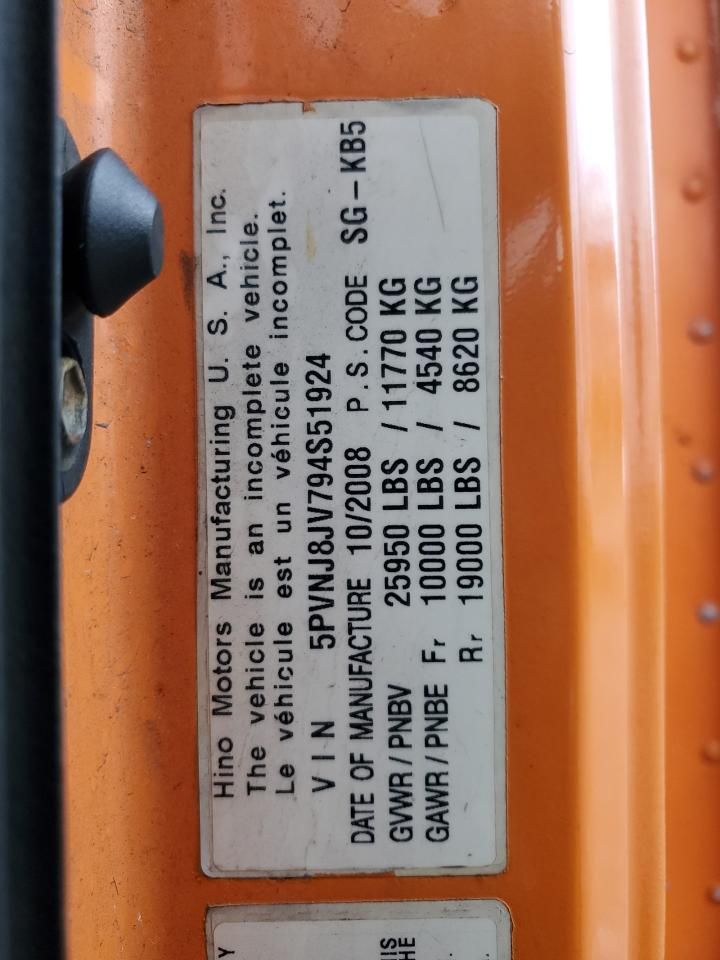 Hino Motors Manufacturing U. S. A., Inc.
The vehicle is an incomplete vehicle.
Le véhicule est un véhicule incomplet.
VIN 5PVNJ8JV794S51924
DATE OF MANUFACTURE 10/2008 P.S.CODE SG-KB5
GVWR/PNBV 25950 LBS / 11770 KG
GAWR/PNBE Fr 10000 LBS / 4540 KG
Rr 19000 LBS / 8620 KG